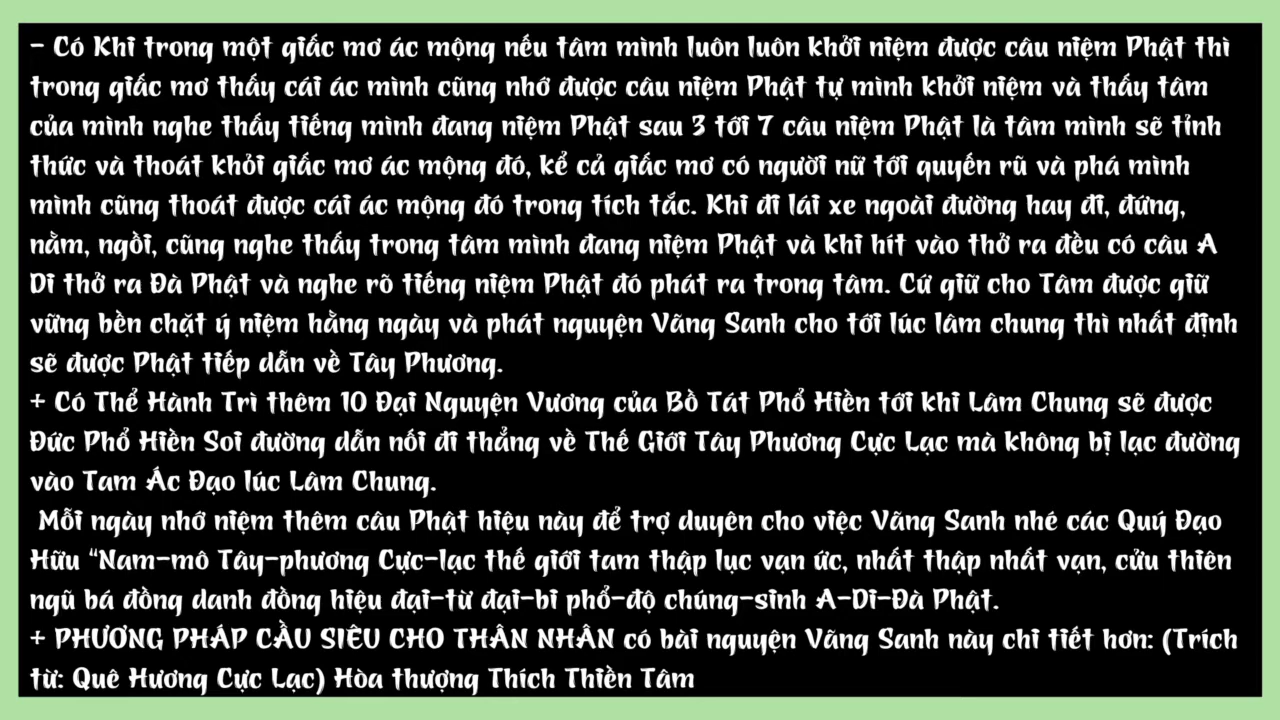 - Có Khi trong một giấc mơ ác mộng nếu tâm mình luôn luôn khởi niệm được câu niệm Phật thì
trong giấc mơ thấy cái ác mình cũng nhớ được câu niệm Phật tự mình khởi niệm và thấy tâm
của mình nghe thấy tiếng mình đang niệm Phật sau 3 tới 7 câu niệm Phật là tâm mình sẽ tỉnh
thức và thoát khỏi giấc mơ ác mộng đó, kể cả giấc mơ có người nữ tới quyến rũ và phá mình
mình cũng thoát được cái ác mộng đó trong tích tắc. Khi đi lái xe ngoài đường hay đi, đứng,
nằm, ngồi, cũng nghe thấy trong tâm mình đang niệm Phật và khi hít vào thở ra đều có câu A
Di thở ra Đà Phật và nghe rõ tiếng niệm Phật đó phát ra trong tâm. Cứ giữ cho Tâm được giữ
vững bền chặt ý niệm hằng ngày và phát nguyện Vãng Sanh cho tới lúc lâm chung thì nhất định
sẽ được Phật tiếp dẫn về Tây Phương.
+ Có Thể Hành Trì thêm 10 Đại Nguyện Vương của Bồ Tát Phổ Hiền tới khi Lâm Chung sẽ được
Đức Phổ Hiền Soi đường dẫn nối đi thẳng về Thế Giới Tây Phương Cực Lạc mà không bị lạc đường
vào Tam Ác Đạo lúc Lâm Chung.
Mỗi ngày nhớ niệm thêm câu Phật hiệu này để trợ duyên cho việc Vãng Sanh nhé các Quý Đạo
Hữu "Nam-mô Tây-phương Cực-lạc thế giới tam thập lục vạn ức, nhất thập nhất vạn, cửu thiên
ngũ bá đồng danh đồng hiệu đại-từ đại-bi phổ-độ chúng-sinh A-Di-Đà Phật.
+ PHƯƠNG PHÁP CẦU SIÊU CHO THÂN NHÂN có bài nguyện Vãng Sanh này chi tiết hơn: (Trích
từ: Quê Hương Cực Lạc) Hòa thượng Thích Thiền Tâm